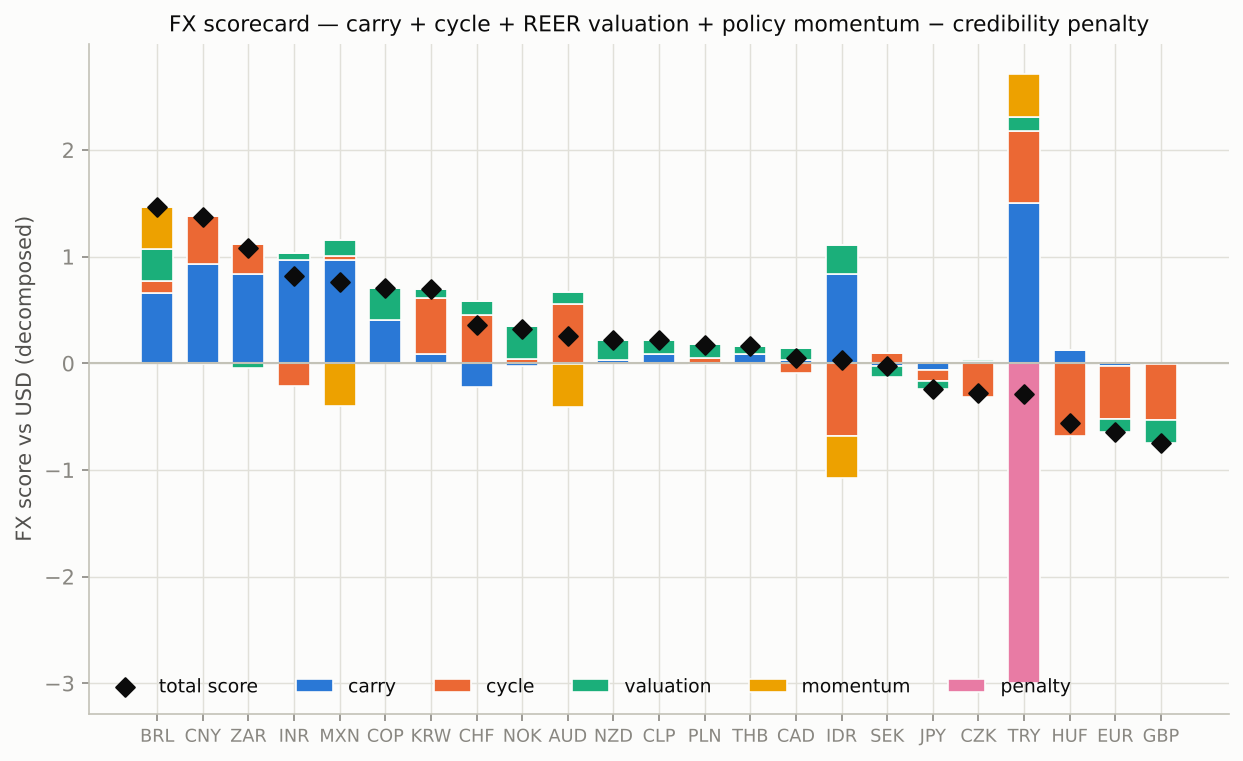 FX scorecard — carry + cycle + REER valuation + policy momentum − credibility penalty
FX score vs USD (decomposed)
2
1
0
−1
−2
−3
total score carry cycle valuation momentum penalty
BRL CNY ZAR INR MXN COP KRW CHF NOK AUD NZD CLP PLN THB CAD IDR SEK JPY CZK TRY HUF EUR GBP